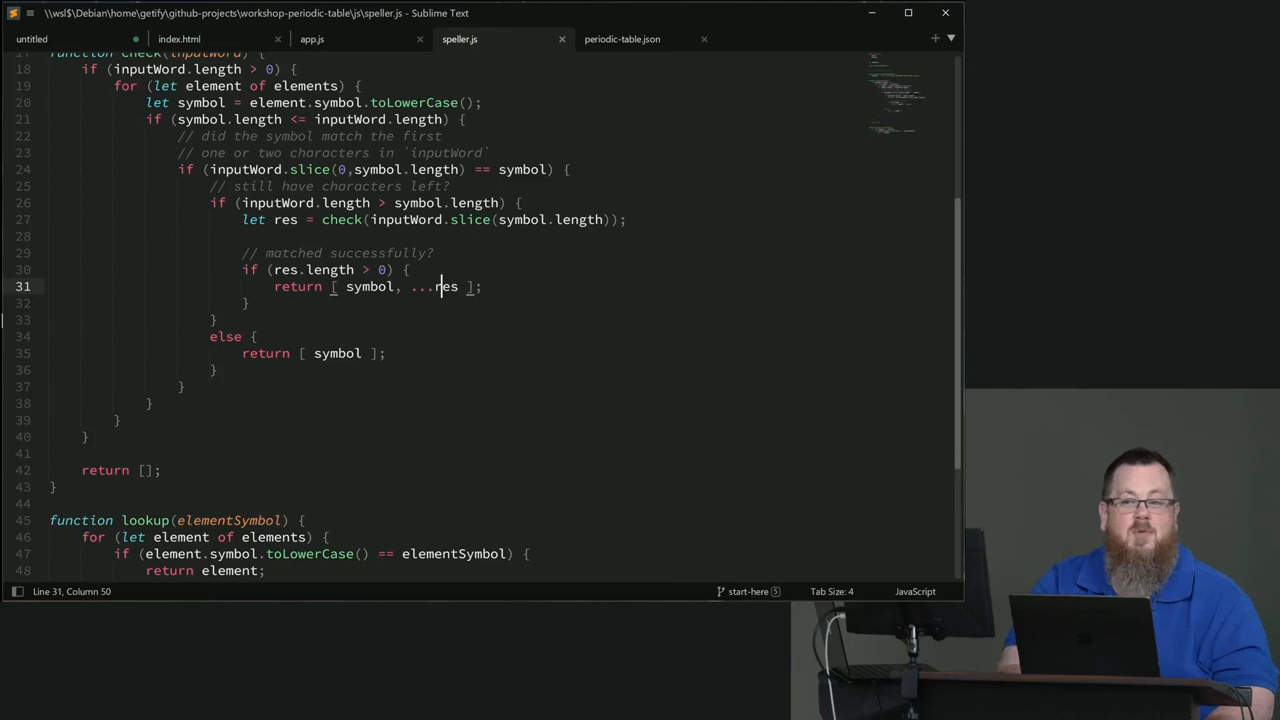 \\wsl$\Debian\home\getify\github-projects\workshop-periodic-table\js\speller.js - Sublime Text
untitled index.html app.js speller.js periodic-table.json
17 function check(inputWord) {
18 if (inputWord.length > 0) {
19 for (let element of elements) {
20 let symbol = element.symbol.toLowerCase();
21 if (symbol.length <= inputWord.length) {
22 // did the symbol match the first
23 // one or two characters in `inputWord`
24 if (inputWord.slice(0,symbol.length) == symbol) {
25 // still have characters left?
26 if (inputWord.length > symbol.length) {
27 let res = check(inputWord.slice(symbol.length));
28
29 // matched successfully?
30 if (res.length > 0) {
31 return [ symbol, ...res ];
32 }
33 }
34 else {
35 return [ symbol ];
36 }
37 }
38 }
39 }
40 }
41
42 return [];
43 }
44
45 function lookup(elementSymbol) {
46 for (let element of elements) {
47 if (element.symbol.toLowerCase() == elementSymbol) {
48 return element;
Line 31, Column 50 start-here 5 Tab Size: 4 JavaScript